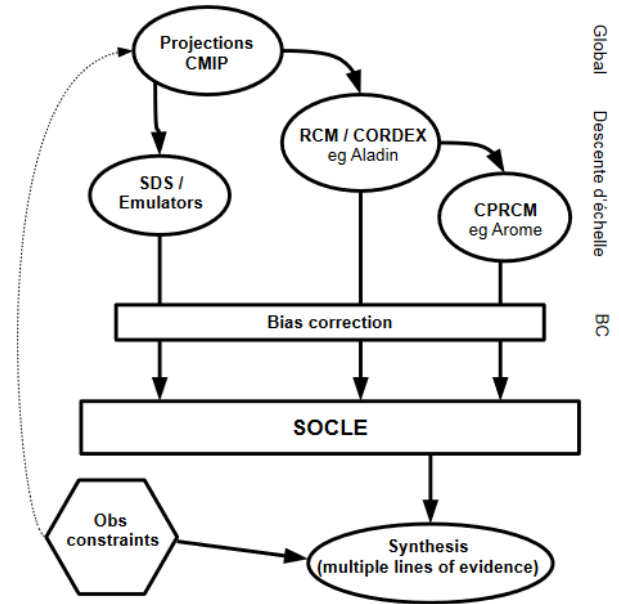 Projections
CMIP
Global
RCM / CORDEX
eg Aladin
Descente d'échelle
SDS /
Emulators
CPRCM
eg Arome
Bias correction
BC
SOCLE
Obs
constraints
Synthesis
(multiple lines of evidence)